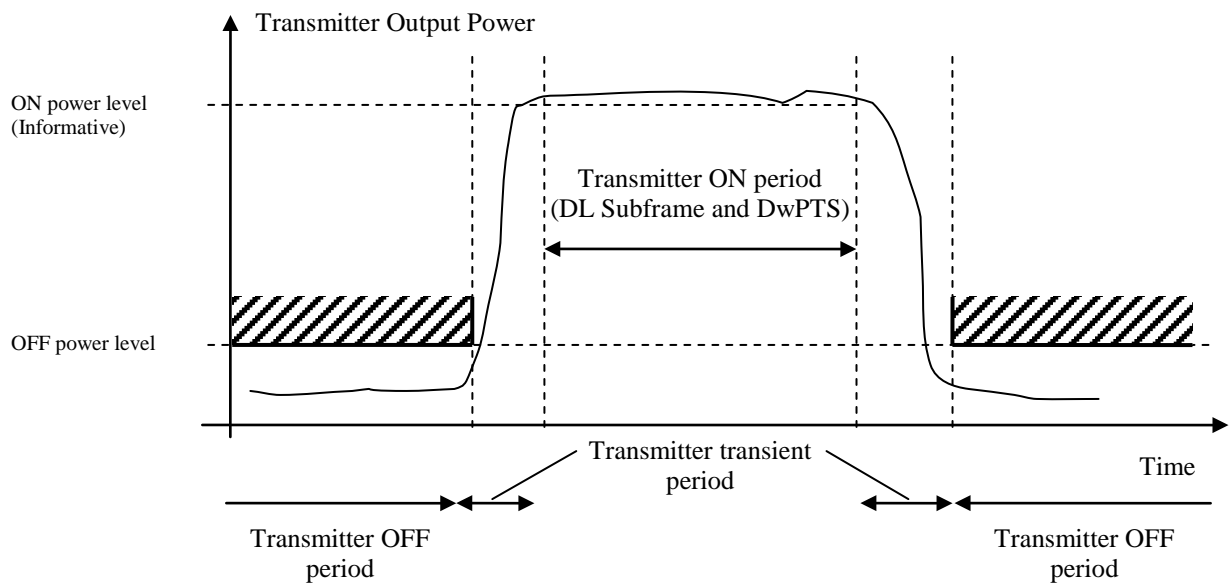 Transmitter Output Power
ON power level
(Informative)
Transmitter ON period
(DL Subframe and DwPTS)
OFF power level
Transmitter transient
period
Time
Transmitter OFF
period
Transmitter OFF
period